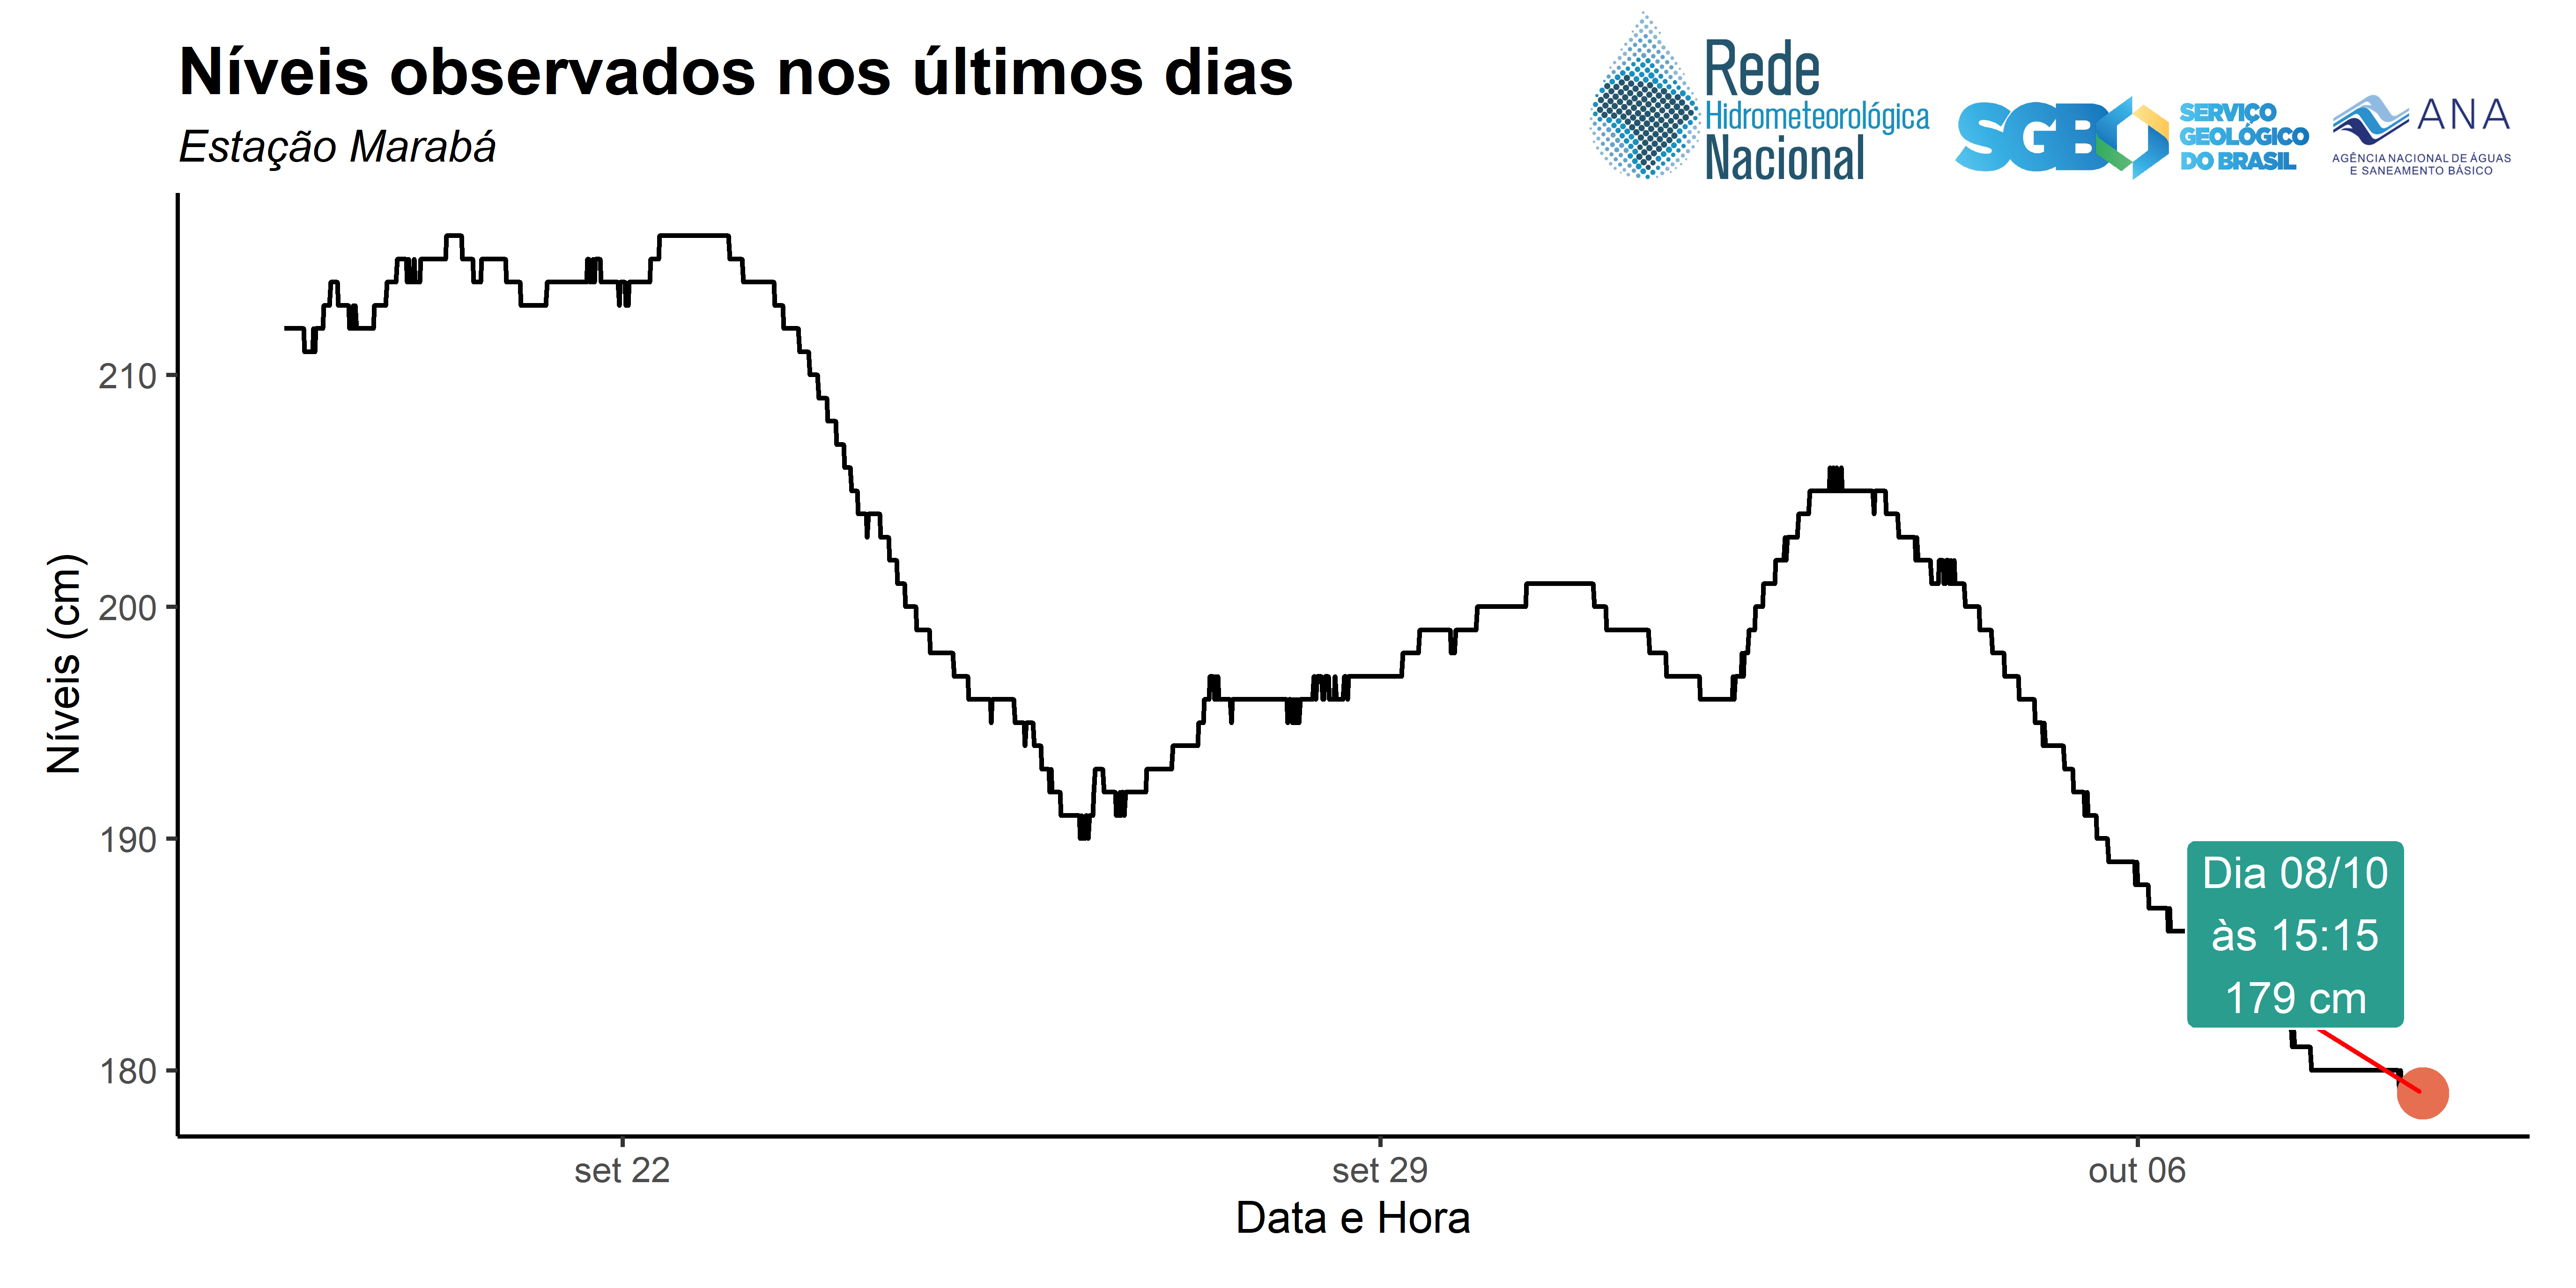 Níveis observados nos últimos dias
Estação Marabá
Rede
Hidrometeorológica
Nacional
SGB
SERVIÇO
GEOLÓGICO
DO BRASIL
ANA
AGÊNCIA NACIONAL DE ÁGUAS
E SANEAMENTO BÁSICO
Níveis (cm)
210
200
190
180
Dia 08/10
às 15:15
179 cm
set 22
set 29
out 06
Data e Hora